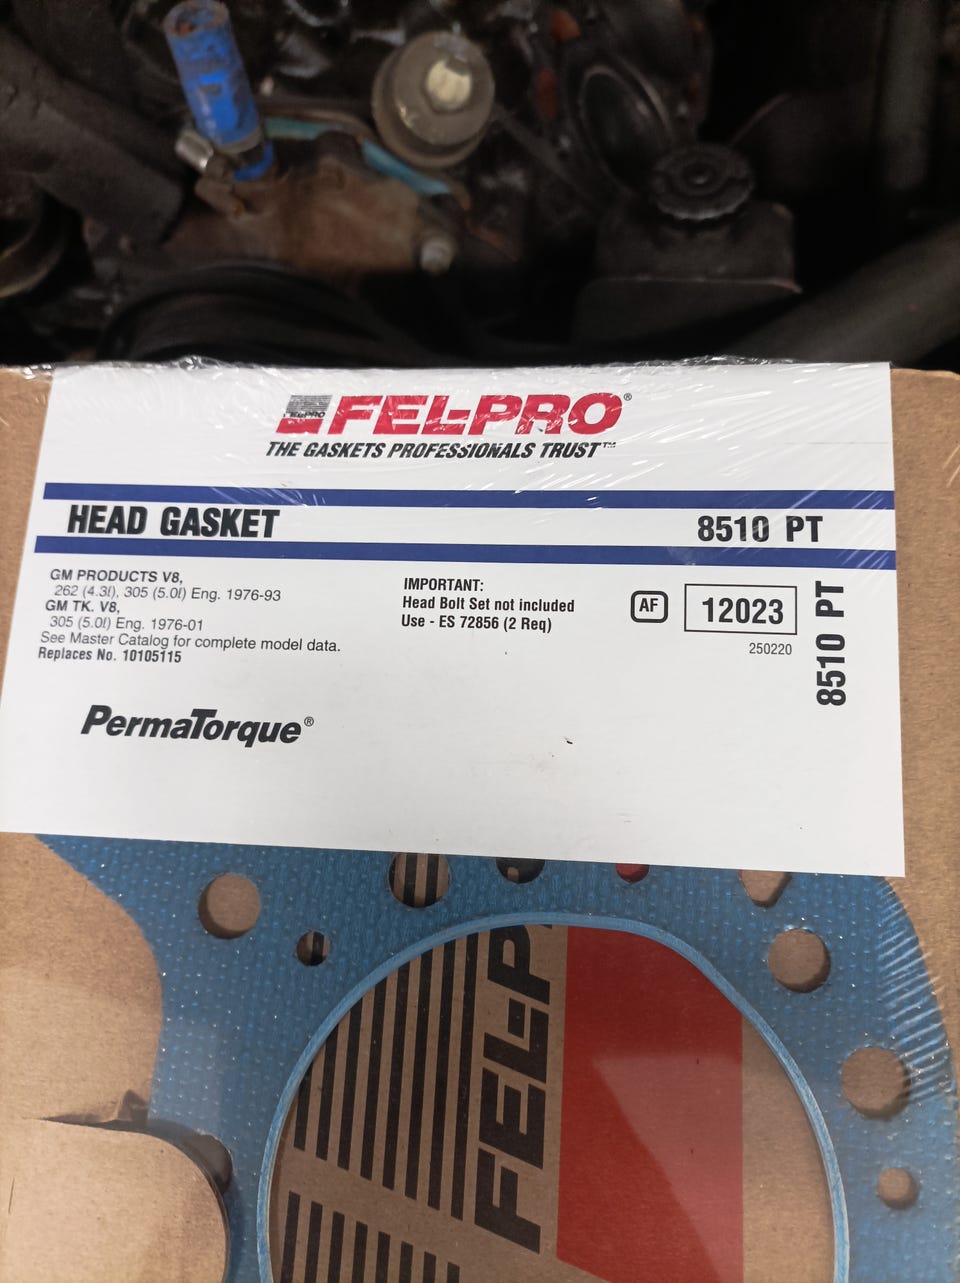 FEL-PRO
FEL-PRO®
THE GASKETS PROFESSIONALS TRUST™
HEAD GASKET
8510 PT
GM PRODUCTS V8,
262 (4.3ℓ), 305 (5.0ℓ) Eng. 1976-93
GM TK. V8,
305 (5.0ℓ) Eng. 1976-01
See Master Catalog for complete model data.
Replaces No. 10105115
IMPORTANT:
Head Bolt Set not included
Use - ES 72856 (2 Req)
AF
12023
250220
8510 PT
PermaTorque®
FEL-P